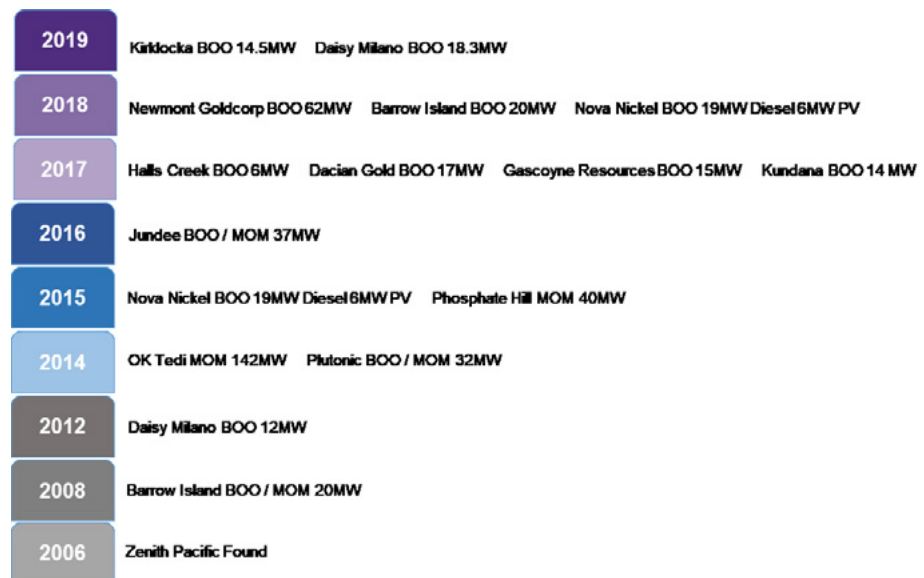 2019 Kirklocka BOO 14.5MW Daisy Milano BOO 18.3MW
2018 Newmont Goldcorp BOO 62MW Barrow Island BOO 20MW Nova Nickel BOO 19MW Diesel 6MW PV
2017 Halls Creek BOO 6MW Dacian Gold BOO 17MW Gascoyne Resources BOO 15MW Kundana BOO 14 MW
2016 Jundee BOO / MOM 37MW
2015 Nova Nickel BOO 19MW Diesel 6MW PV Phosphate Hill MOM 40MW
2014 OK Tedi MOM 142MW Plutonic BOO / MOM 32MW
2012 Daisy Milano BOO 12MW
2008 Barrow Island BOO / MOM 20MW
2006 Zenith Pacific Found